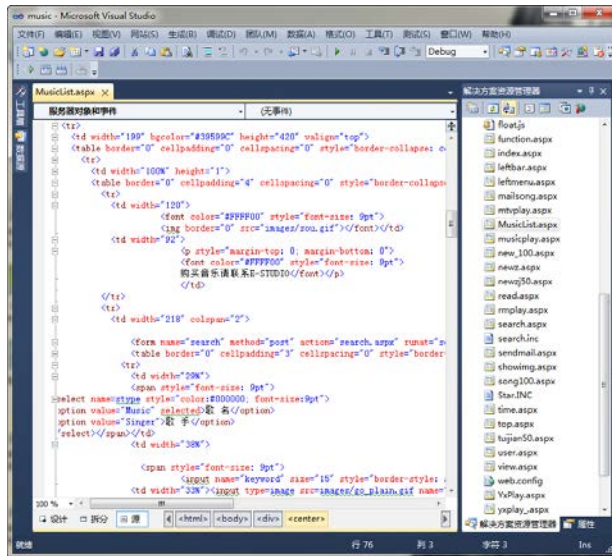 music - Microsoft Visual Studio
文件(F) 编辑(E) 视图(V) 网站(S) 生成(B) 调试(D) 团队(M) 数据(A) 格式(O) 工具(T) 测试(S) 窗口(W) 帮助(H)
Debug
MusicList.aspx
服务器对象和事件
(无事件)
<tr>
<td width="199" bgcolor="#39599C" height="420" valign="top">
<table border="0" cellpadding="0" cellspacing="0" style="border-collapse: co
<tr>
<td width="100%" height="1">
<table border="0" cellpadding="4" cellspacing="0" style="border-collapse
<tr>
<td width="120">
<font color="#FFFF00" style="font-size: 9pt">
<img border="0" src="images/sou.gif"></font></td>
<td width="92">
<p style="margin-top: 0; margin-bottom: 0">
<font color="#FFFF00" style="font-size: 9pt">
购买音乐请联系E-STUDIO</font></p>
</td>
</tr>
<tr>
<td width="218" colspan="2">
<form name="search" method="post" action="search.aspx" runat="se
<table border="0" cellpadding="3" cellspacing="0" style="border-
<tr>
<td width="29%">
<span style="font-size: 9pt">
select name=stype style="color:#000000; font-size:9pt">
option value="Music" selected>歌 名</option>
option value="Singer">歌 手</option>
/select></span></td>
<td width="38%">
<span style="font-size: 9pt">
<input name="keyword" size="15" style="border-style:
<td width="33%"><input type=image src=images/go_plain.gif name=
100 %
设计 拆分 源 <html> <body> <div> <center>
解决方案资源管理器
float.js
function.aspx
index.aspx
leftbar.aspx
leftmenu.aspx
mailsong.aspx
mtvplay.aspx
MusicList.aspx
musicplay.aspx
new_100.aspx
newz.aspx
newzj50.aspx
read.aspx
rmplay.aspx
search.aspx
search.inc
sendmail.aspx
showimg.aspx
song100.aspx
Star.INC
time.aspx
top.aspx
tujian50.aspx
user.aspx
view.aspx
web.config
YxPlay.aspx
yxplay_.aspx
解决方案资源管理器 属性
工具箱
数据源
就绪
行 76 列 3 字符 3 Ins